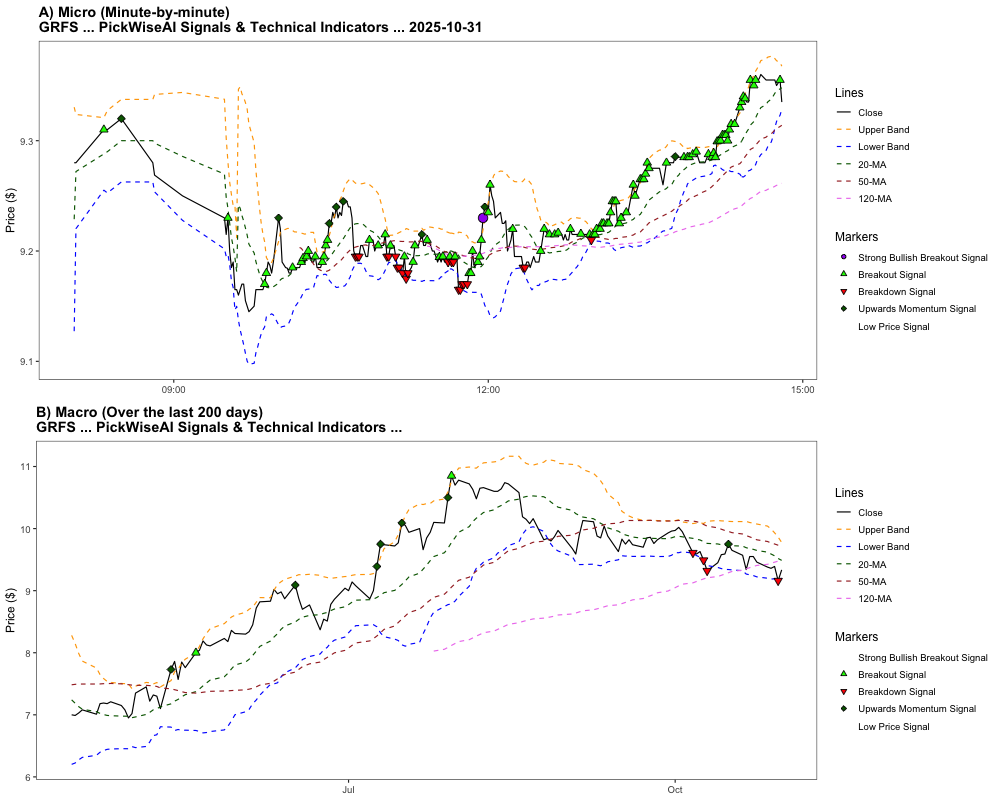 A) Micro (Minute-by-minute)
GRFS ... PickWiseAI Signals & Technical Indicators ... 2025-10-31
Price ($)
9.3
9.2
9.1
09:00
12:00
15:00
Lines
Close
Upper Band
Lower Band
20-MA
50-MA
120-MA
Markers
Strong Bullish Breakout Signal
Breakout Signal
Breakdown Signal
Upwards Momentum Signal
Low Price Signal
B) Macro (Over the last 200 days)
GRFS ... PickWiseAI Signals & Technical Indicators ...
Price ($)
11
10
9
8
7
6
Jul
Oct
Lines
Close
Upper Band
Lower Band
20-MA
50-MA
120-MA
Markers
Strong Bullish Breakout Signal
Breakout Signal
Breakdown Signal
Upwards Momentum Signal
Low Price Signal